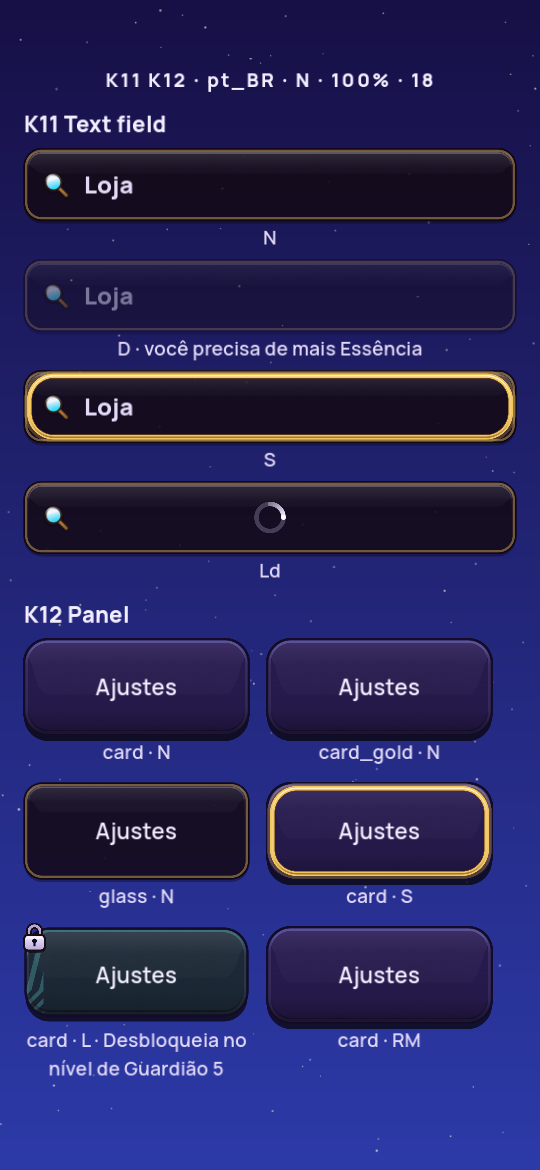 K11 K12 · pt_BR · N · 100% · 18
K11 Text field
Loja
N
Loja
D · você precisa de mais Essência
Loja
S
Ld
K12 Panel
Ajustes
Ajustes
card · N
card_gold · N
Ajustes
Ajustes
glass · N
card · S
Ajustes
Ajustes
card · L · Desbloqueia no
nível de Guardião 5
card · RM